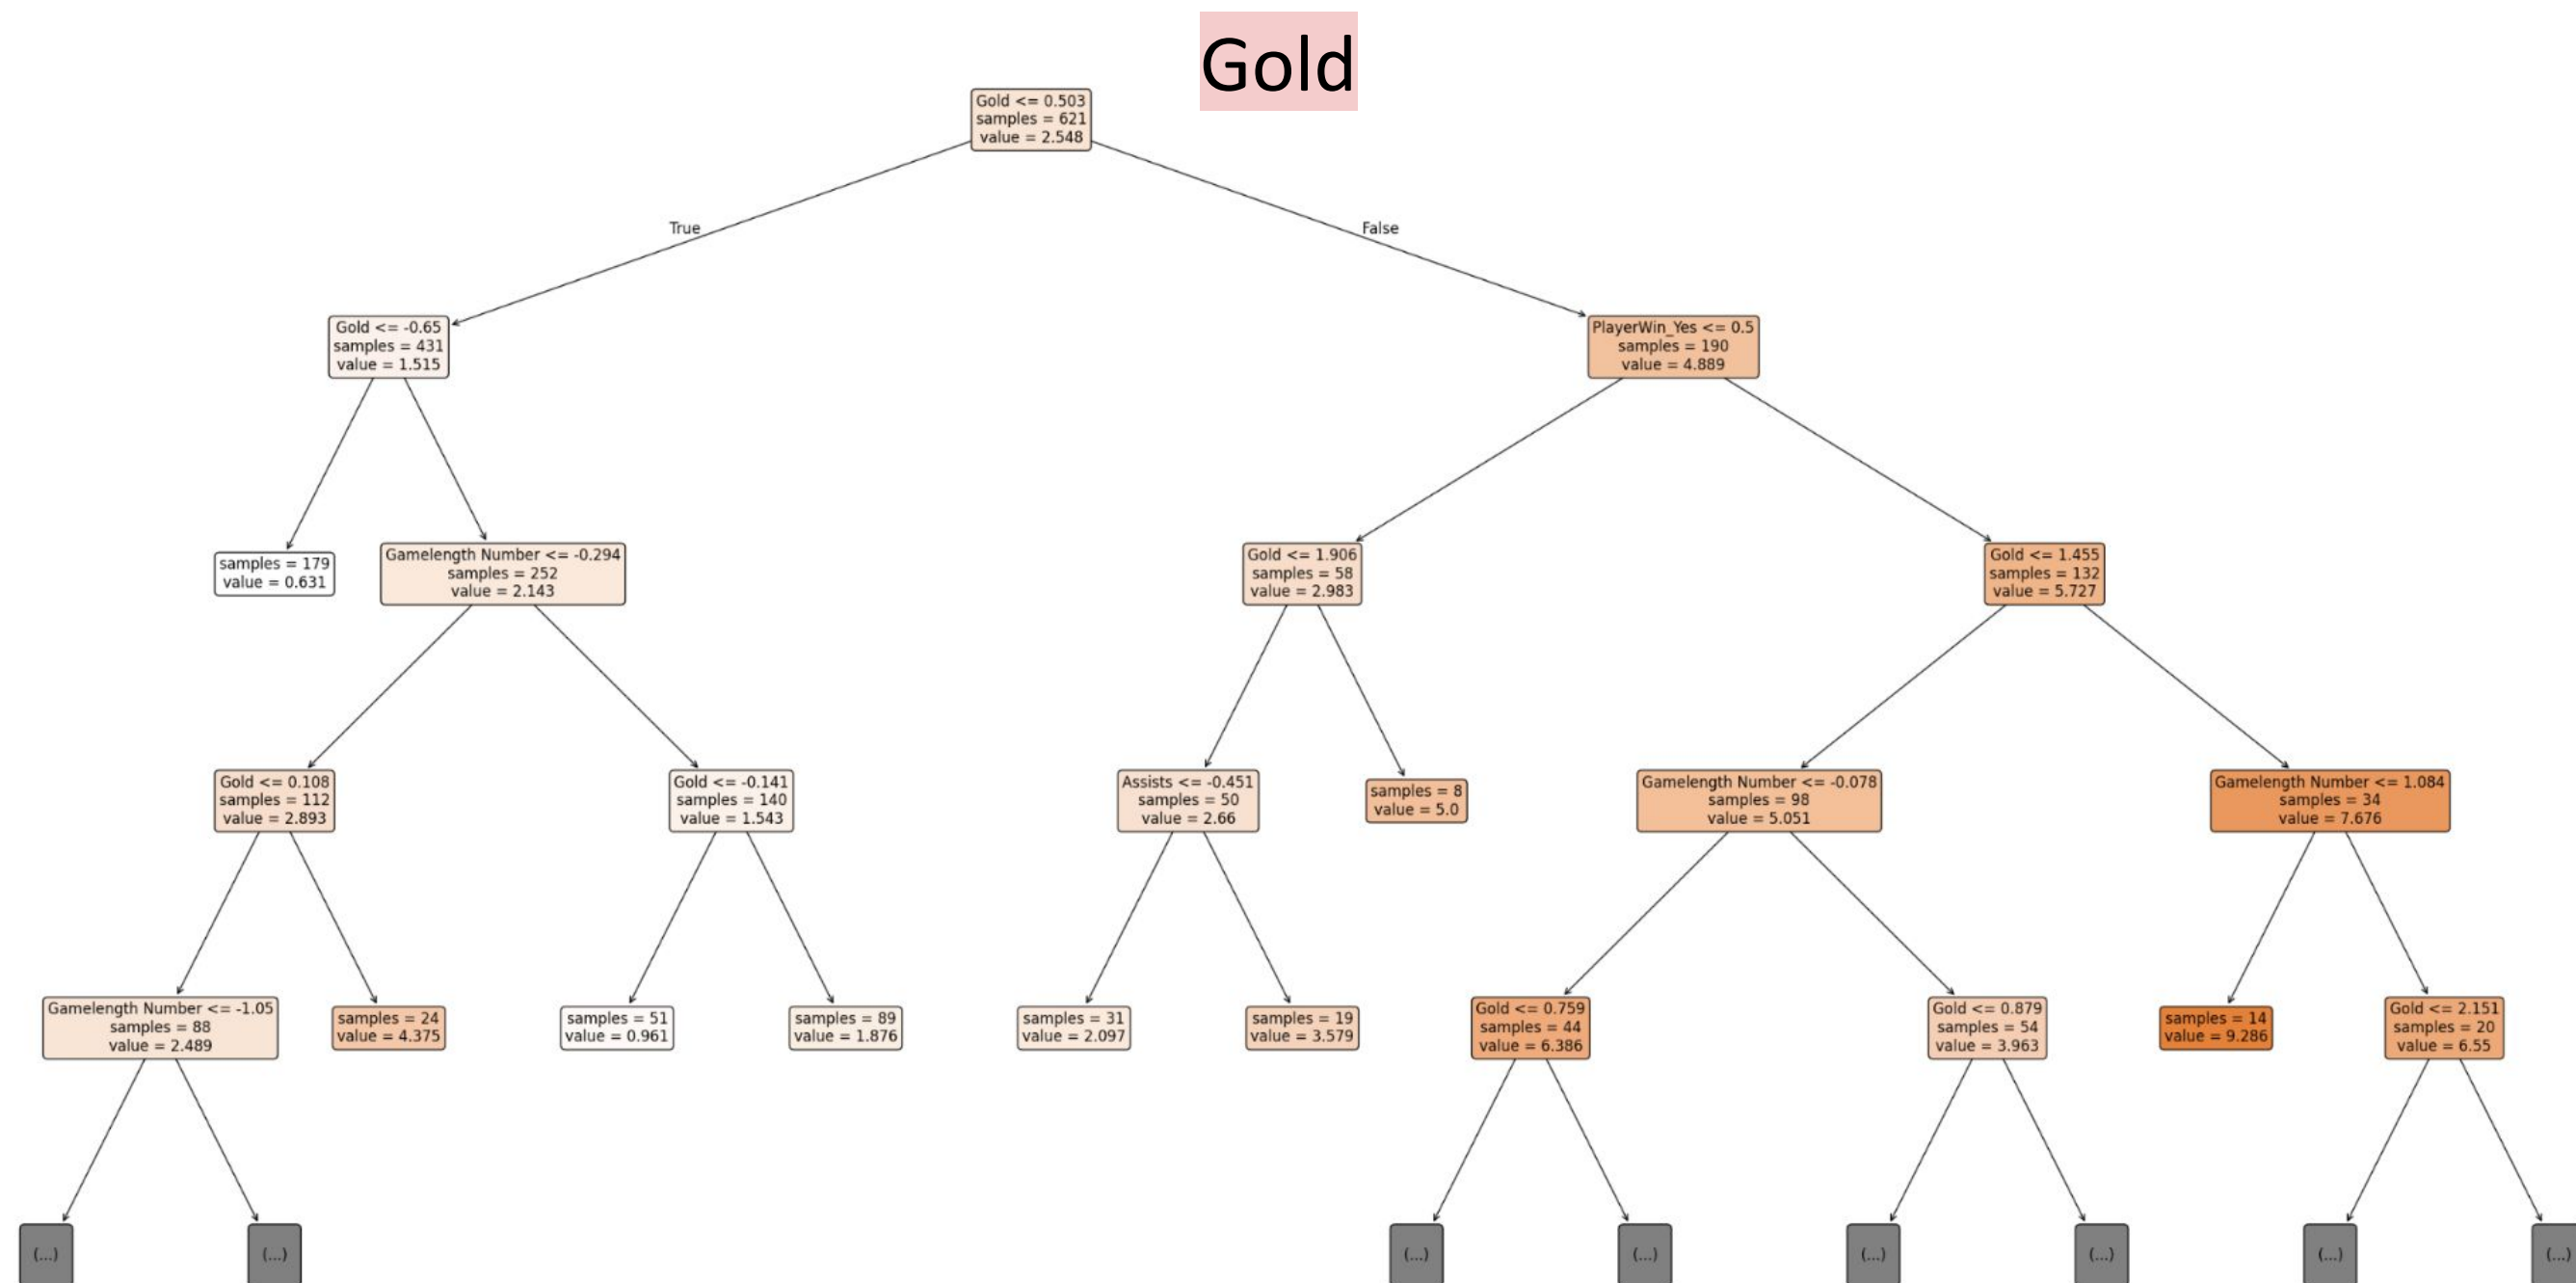 Gold
Gold <= 0.503
samples = 621
value = 2.548
True
False
Gold <= -0.65
samples = 431
value = 1.515
PlayerWin_Yes <= 0.5
samples = 190
value = 4.889
samples = 179
value = 0.631
Gamelength Number <= -0.294
samples = 252
value = 2.143
Gold <= 1.906
samples = 58
value = 2.983
Gold <= 1.455
samples = 132
value = 5.727
Gold <= 0.108
samples = 112
value = 2.893
Gold <= -0.141
samples = 140
value = 1.543
Assists <= -0.451
samples = 50
value = 2.66
samples = 8
value = 5.0
Gamelength Number <= -0.078
samples = 98
value = 5.051
Gamelength Number <= 1.084
samples = 34
value = 7.676
Gamelength Number <= -1.05
samples = 88
value = 2.489
samples = 24
value = 4.375
samples = 51
value = 0.961
samples = 89
value = 1.876
samples = 31
value = 2.097
samples = 19
value = 3.579
Gold <= 0.759
samples = 44
value = 6.386
Gold <= 0.879
samples = 54
value = 3.963
samples = 14
value = 9.286
Gold <= 2.151
samples = 20
value = 6.55
(...)
(...)
(...)
(...)
(...)
(...)
(...)
(...)